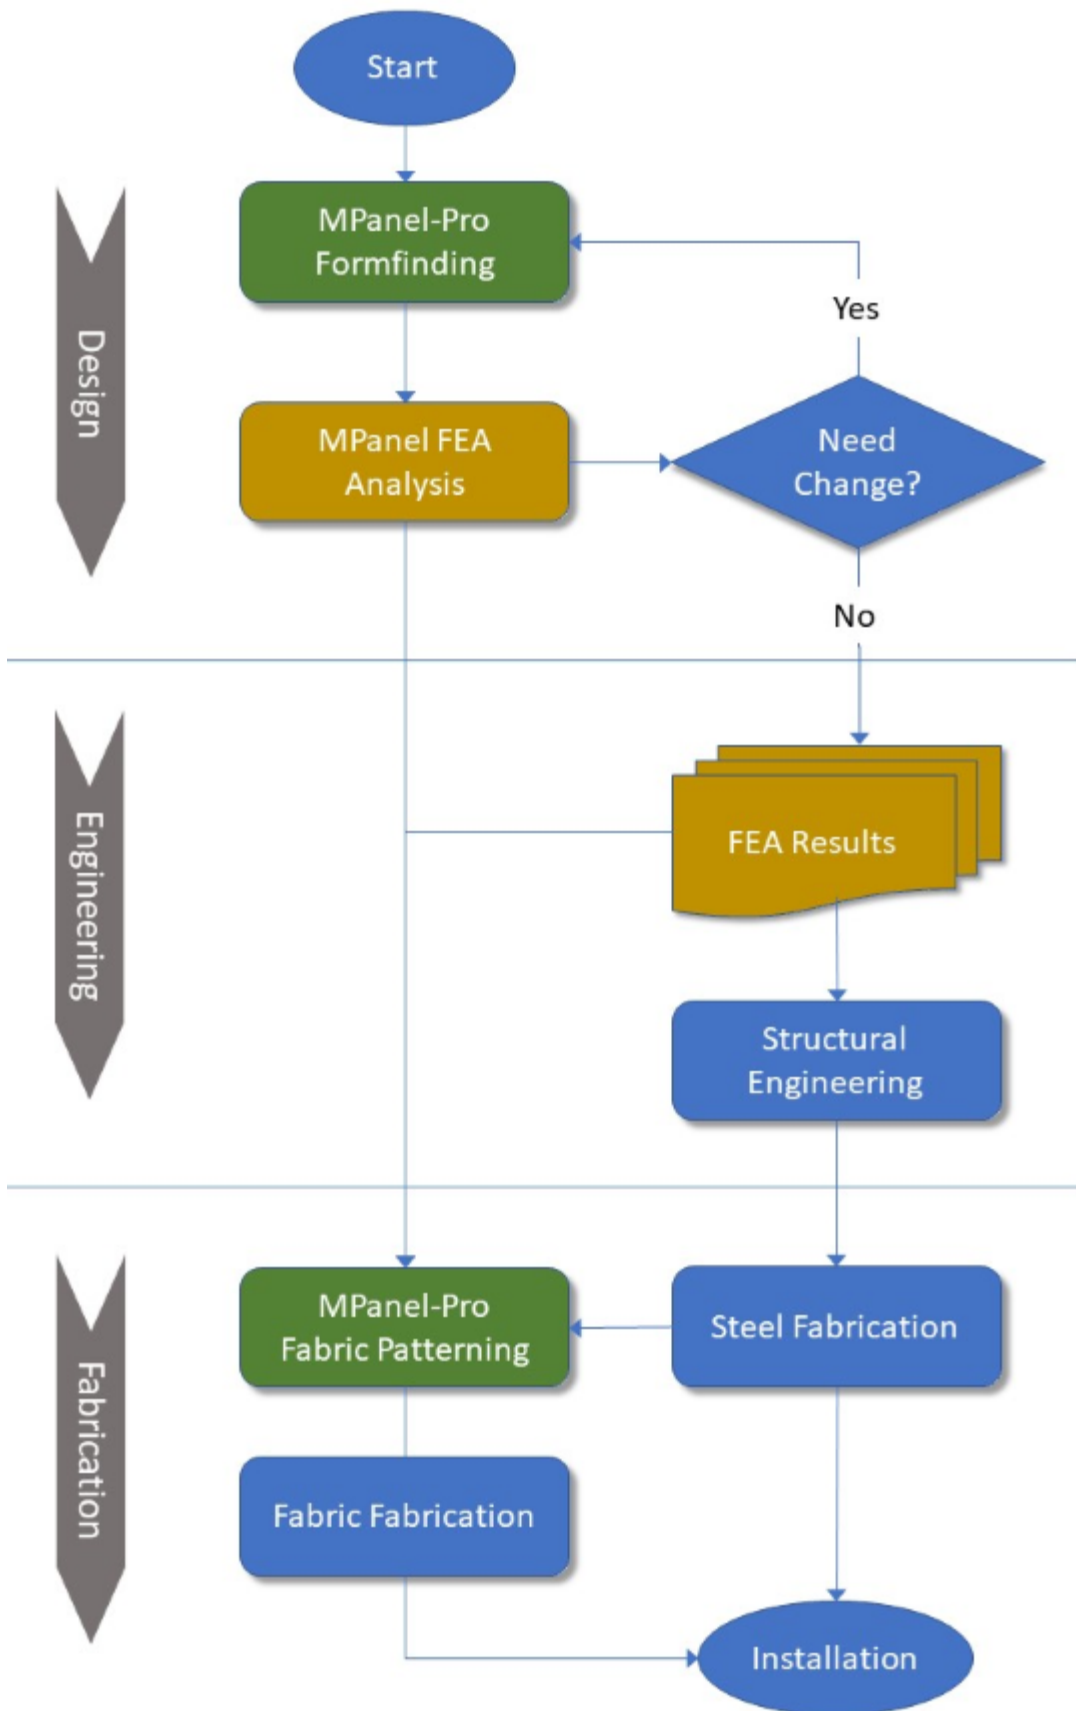 Start
MPanel-Pro
Formfinding
Yes
Design
MPanel FEA
Analysis
Need
Change?
No
Engineering
FEA Results
Structural
Engineering
Fabrication
MPanel-Pro
Fabric Patterning
Steel Fabrication
Fabric Fabrication
Installation